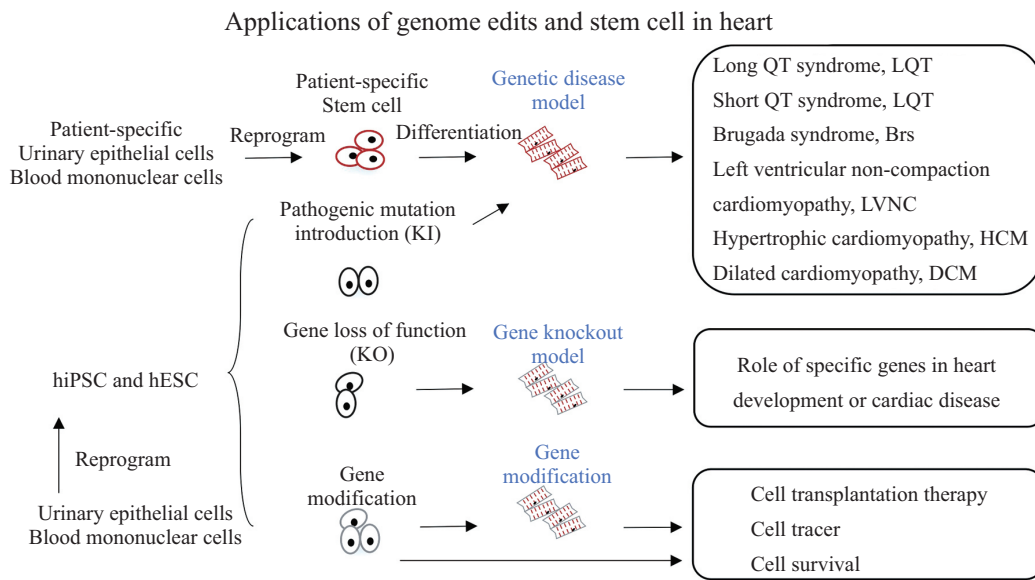 Applications of genome edits and stem cell in heart
Patient-specific
Urinary epithelial cells
Blood mononuclear cells
Reprogram
Patient-specific
Stem cell
Differentiation
Genetic disease
model
Long QT syndrome, LQT
Short QT syndrome, LQT
Brugada syndrome, Brs
Left ventricular non-compaction
cardiomyopathy, LVNC
Hypertrophic cardiomyopathy, HCM
Dilated cardiomyopathy, DCM
Pathogenic mutation
introduction (KI)
Gene loss of function
(KO)
Gene knockout
model
Role of specific genes in heart
development or cardiac disease
hiPSC and hESC
Reprogram
Urinary epithelial cells
Blood mononuclear cells
Gene
modification
Gene
modification
Cell transplantation therapy
Cell tracer
Cell survival